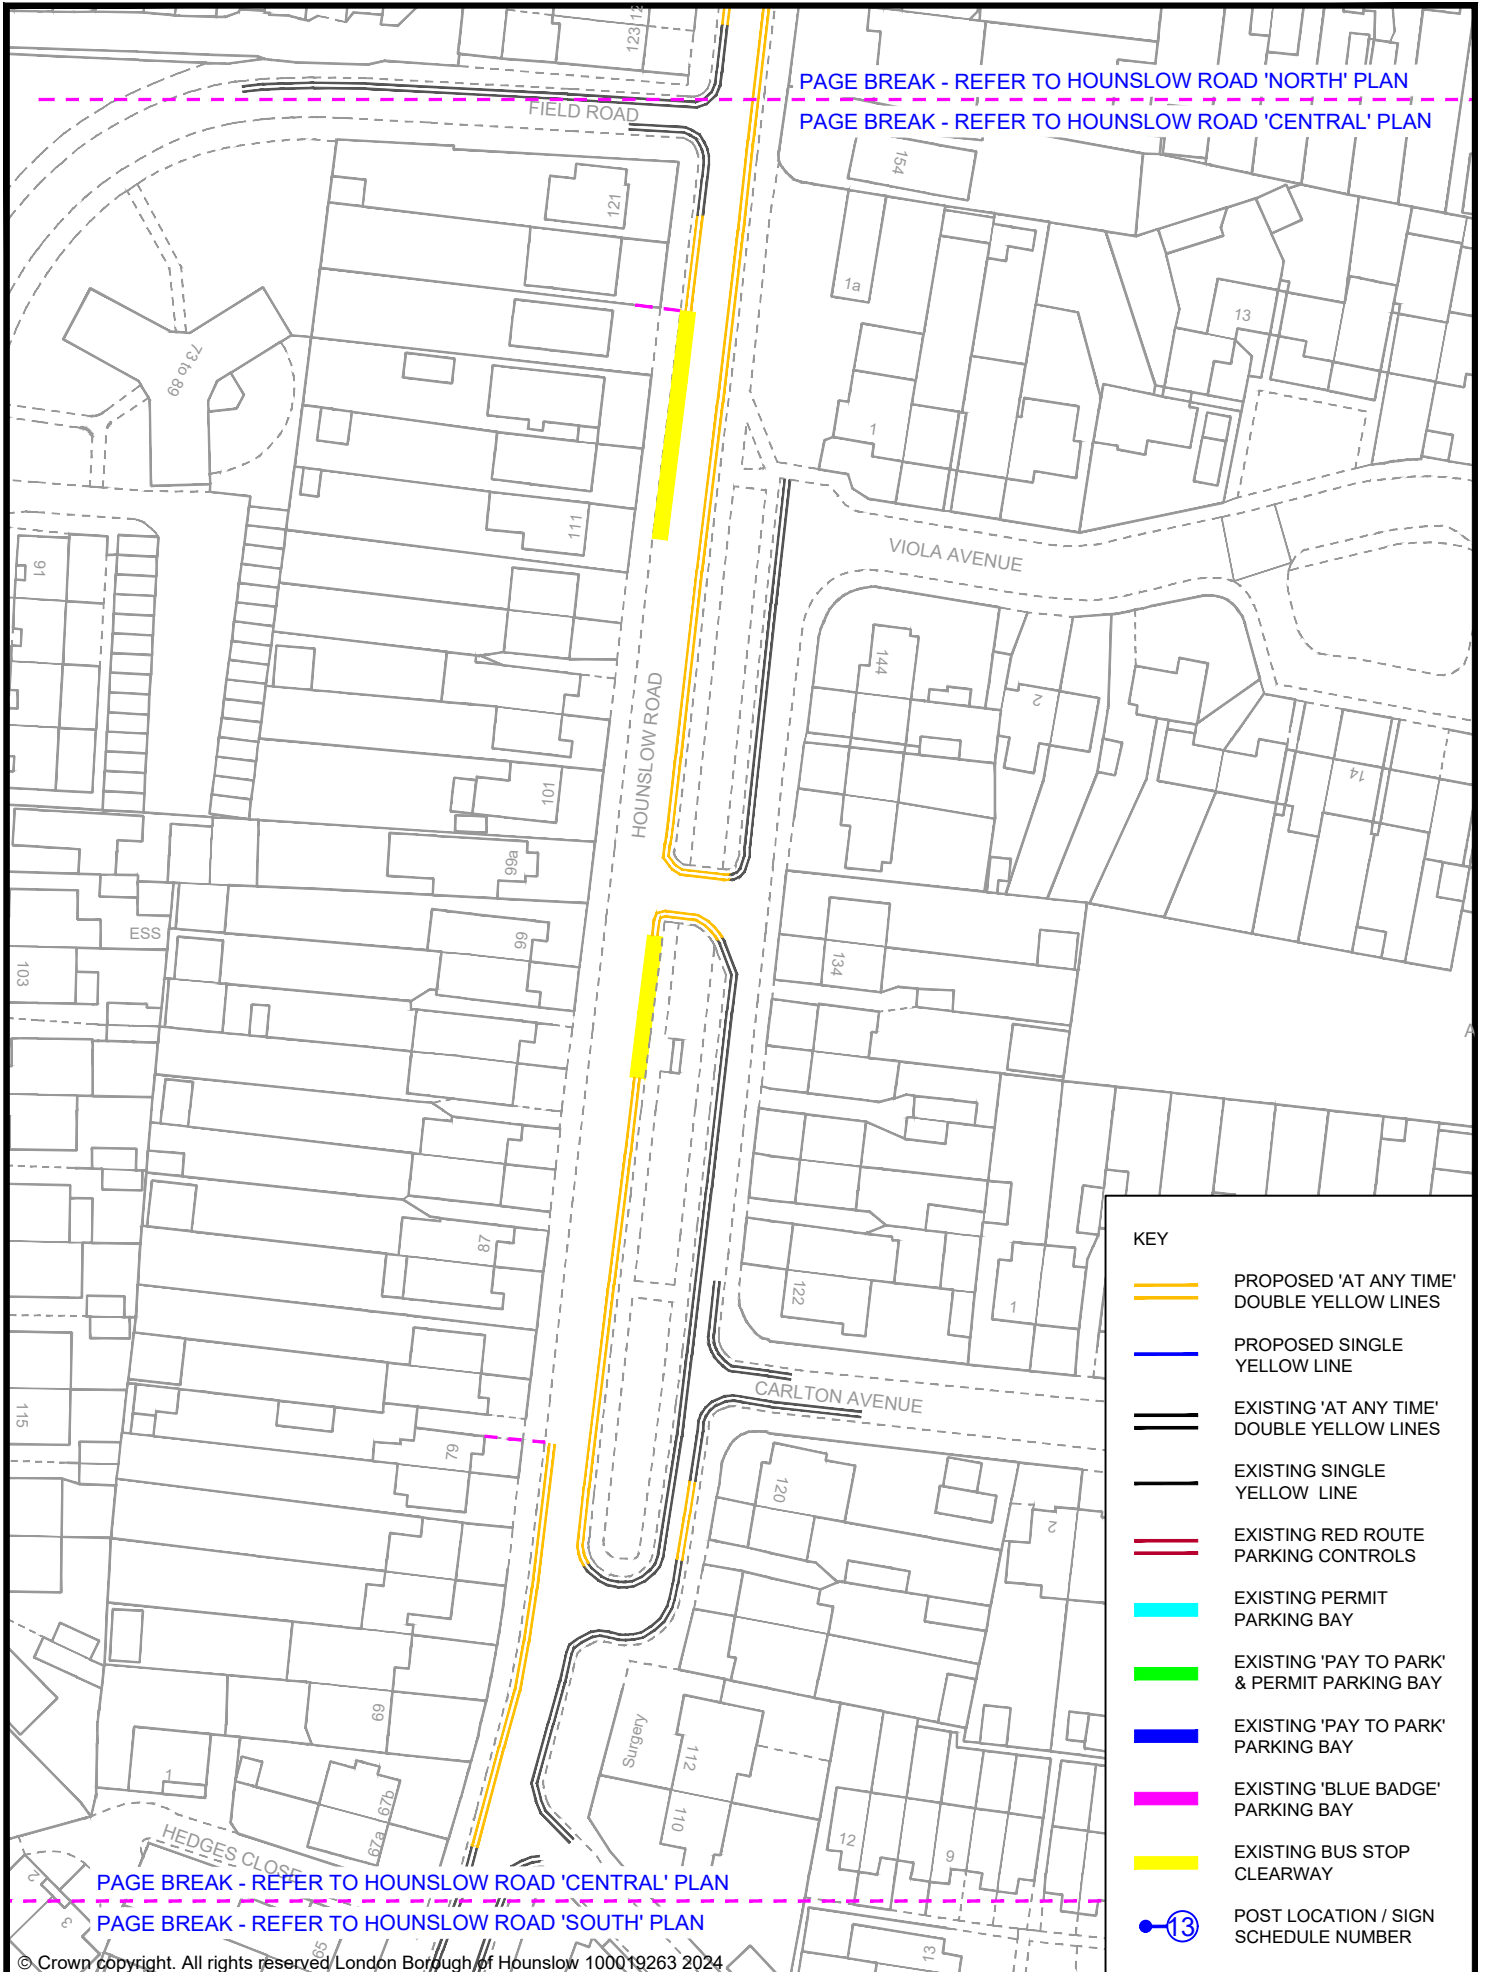 123
PAGE BREAK - REFER TO HOUNSLOW ROAD 'NORTH' PLAN
FIELD ROAD
PAGE BREAK - REFER TO HOUNSLOW ROAD 'CENTRAL' PLAN
154
121
1a
13
73 to 89
1
111
91
VIOLA AVENUE
144
2
HOUNSLOW ROAD
14
101
99a
ESS
99
134
103
A
87
122
1
KEY
PROPOSED 'AT ANY TIME'
DOUBLE YELLOW LINES
PROPOSED SINGLE
YELLOW LINE
CARLTON AVENUE
EXISTING 'AT ANY TIME'
DOUBLE YELLOW LINES
115
79
120
2
EXISTING SINGLE
YELLOW LINE
EXISTING RED ROUTE
PARKING CONTROLS
EXISTING PERMIT
PARKING BAY
EXISTING 'PAY TO PARK'
& PERMIT PARKING BAY
69
Surgery
112
EXISTING 'PAY TO PARK'
PARKING BAY
1
67b
110
EXISTING 'BLUE BADGE'
PARKING BAY
67a
HEDGES CLOSE
12
9
EXISTING BUS STOP
CLEARWAY
2
PAGE BREAK - REFER TO HOUNSLOW ROAD 'CENTRAL' PLAN
3
PAGE BREAK - REFER TO HOUNSLOW ROAD 'SOUTH' PLAN
13
POST LOCATION / SIGN
SCHEDULE NUMBER
65
13
© Crown copyright. All rights reserved London Borough of Hounslow 100019263 2024